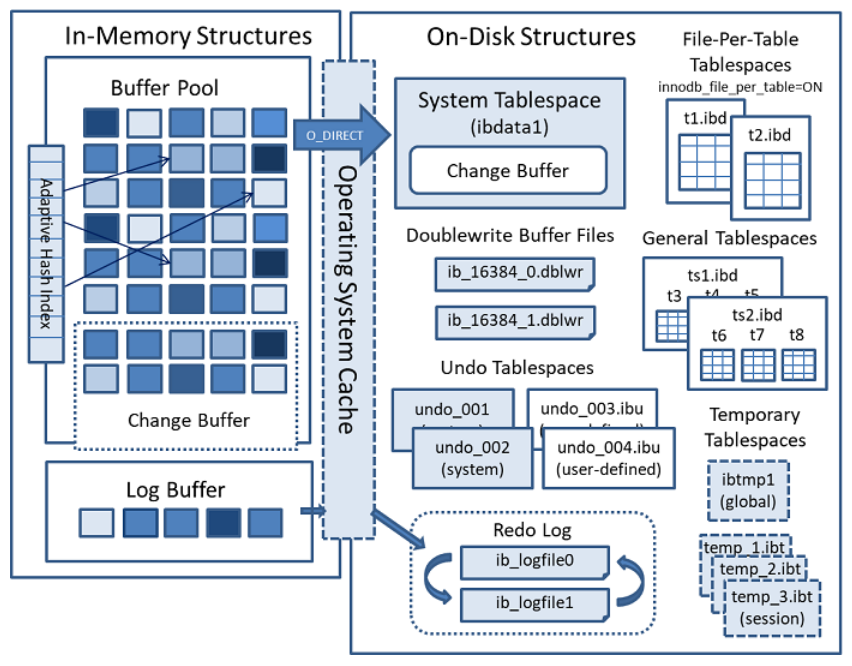 In-Memory Structures
Buffer Pool
Adaptive Hash Index
Change Buffer
Log Buffer
Operating System Cache
O_DIRECT
On-Disk Structures
System Tablespace
(ibdata1)
Change Buffer
Doublewrite Buffer Files
ib_16384_0.dblwr
ib_16384_1.dblwr
Undo Tablespaces
undo_001
undo_002
(system)
undo_003.ibu
undo_004.ibu
(user-defined)
Redo Log
ib_logfile0
ib_logfile1
File-Per-Table
Tablespaces
innodb_file_per_table=ON
t1.ibd
t2.ibd
General Tablespaces
ts1.ibd
t3 t4 t5
ts2.ibd
t6 t7 t8
Temporary
Tablespaces
ibtmp1
(global)
temp_1.ibt
temp_2.ibt
temp_3.ibt
(session)